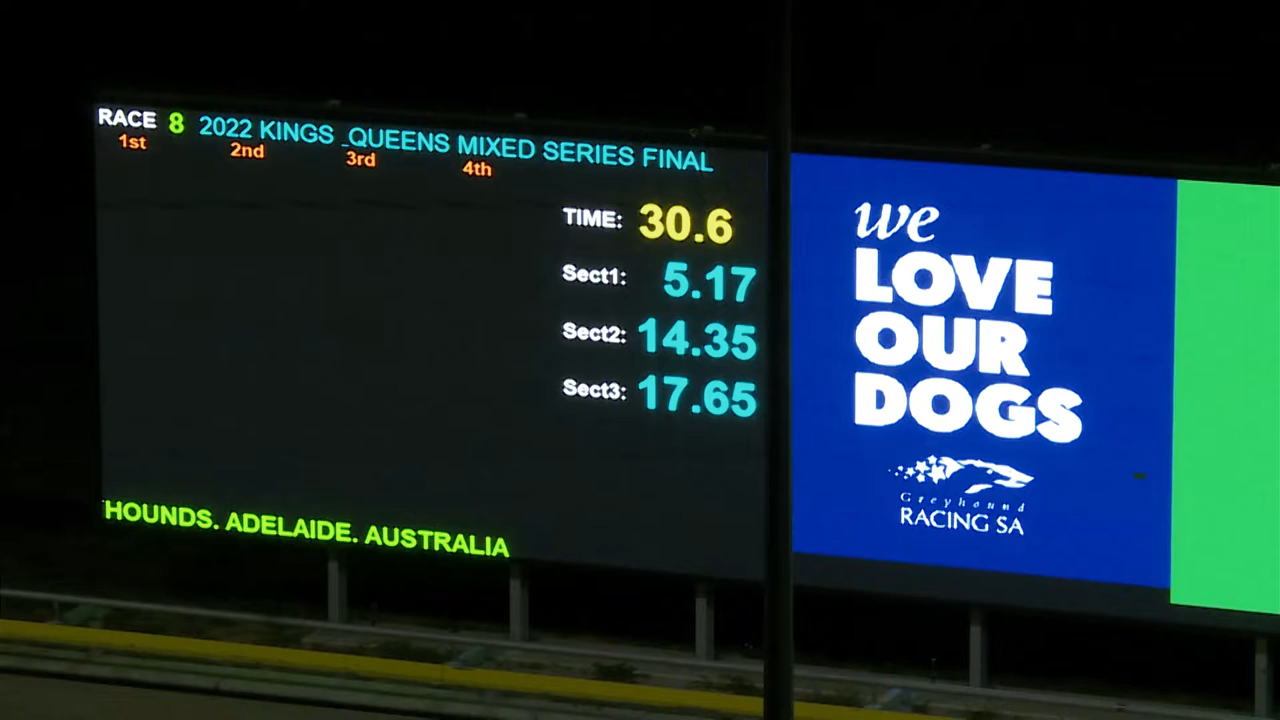 RACE 8 2022 KINGS _QUEENS MIXED SERIES FINAL
1st 2nd 3rd 4th
TIME: 30.6
Sect1: 5.17
Sect2: 14.35
Sect3: 17.65
HOUNDS. ADELAIDE. AUSTRALIA
we
LOVE
OUR
DOGS
Greyhound
RACING SA